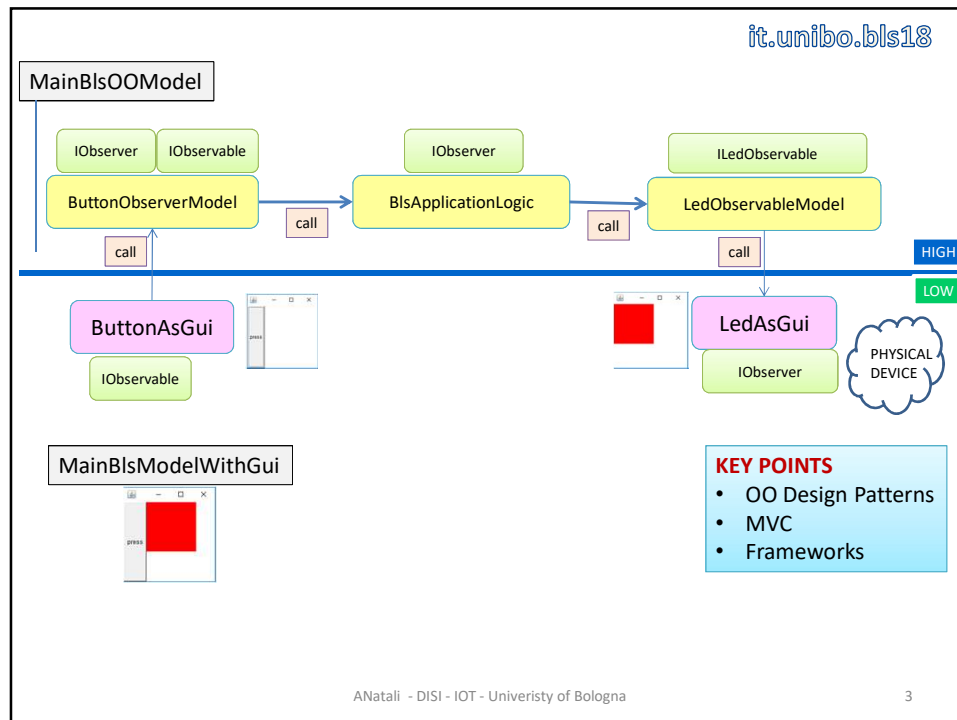 it.unibo.bls18
MainBlsOOModel
IObserver
IObservable
IObserver
ILedObservable
ButtonObserverModel
BlsApplicationLogic
LedObservableModel
call
call
call
call
HIGH
LOW
ButtonAsGui
press
LedAsGui
IObservable
IObserver
PHYSICAL
DEVICE
MainBlsModelWithGui
press
KEY POINTS
• OO Design Patterns
• MVC
• Frameworks
ANatali - DISI - IOT - Univeristy of Bologna
3